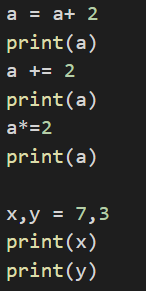 a = a+ 2
print(a)
a += 2
print(a)
a*=2
print(a)
x,y = 7,3
print(x)
print(y)